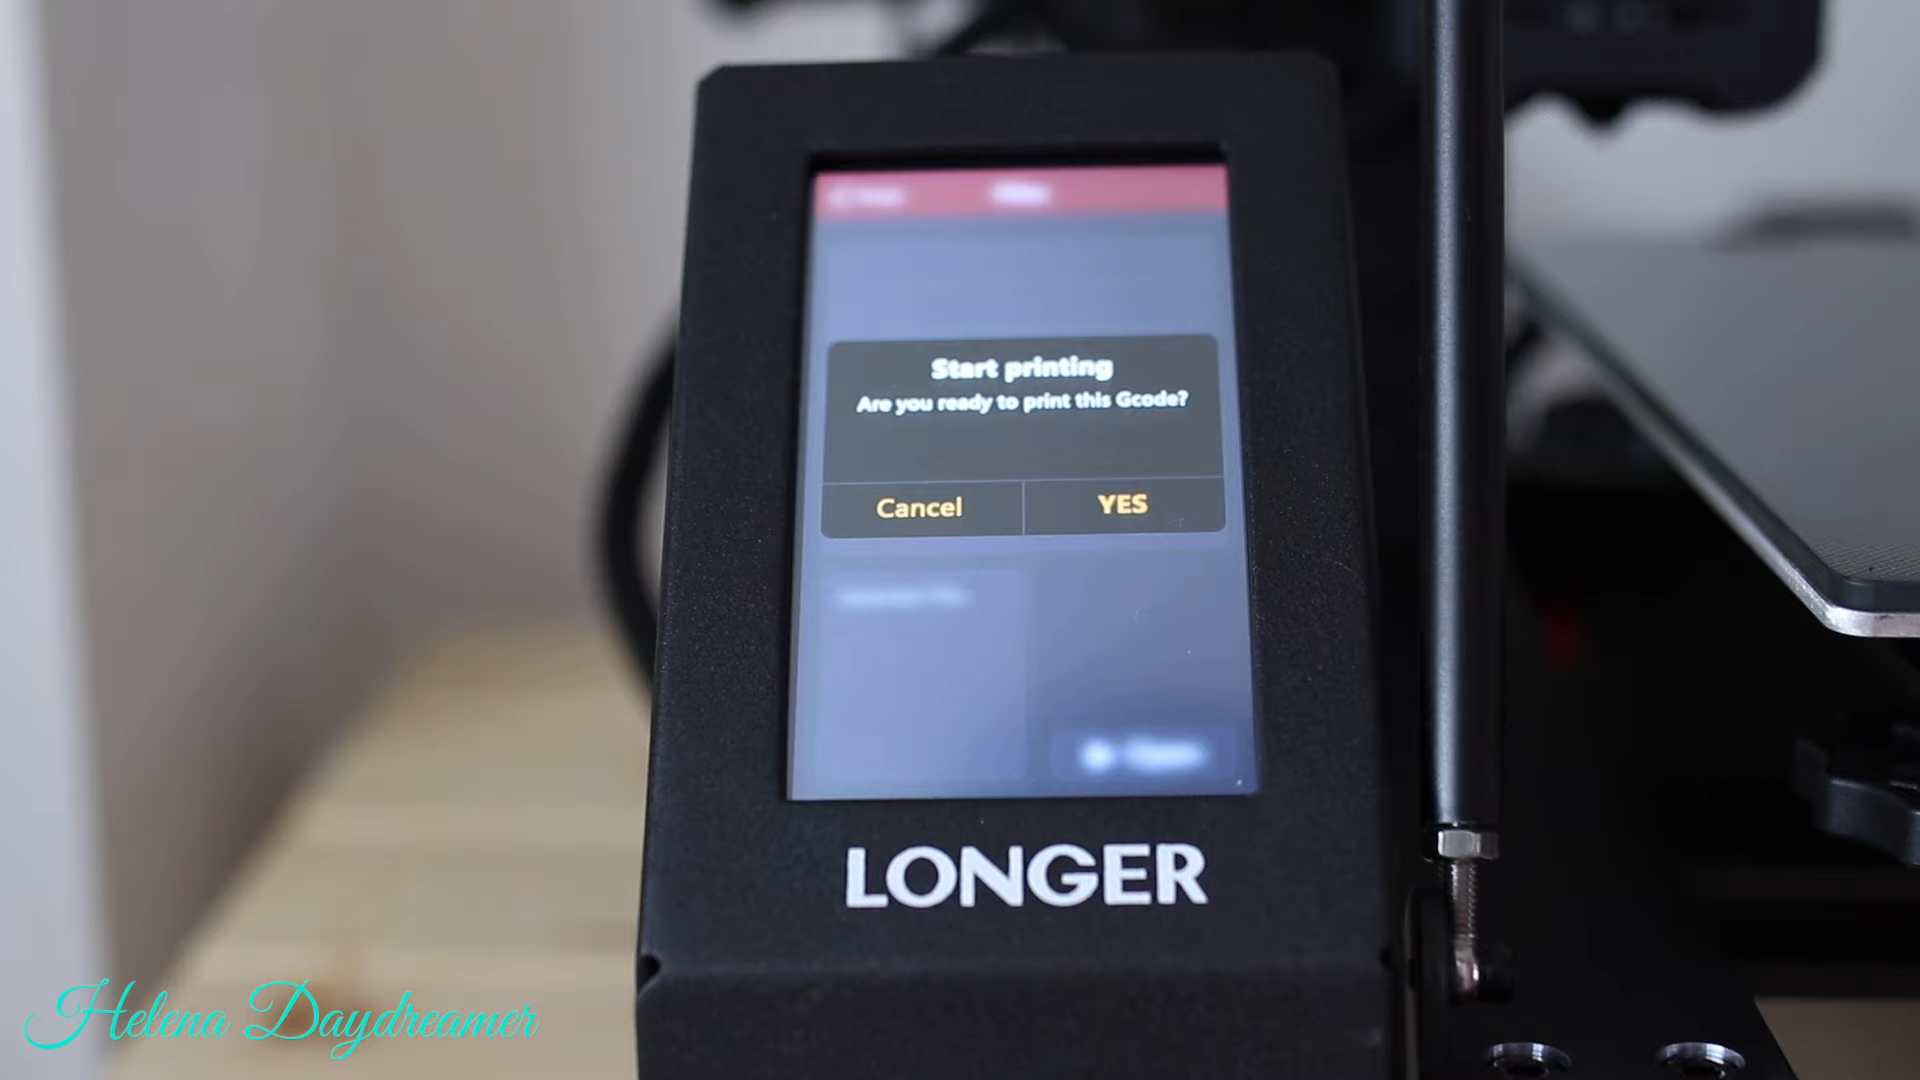 Start printing
Are you ready to print this Gcode?
Cancel
YES
LONGER
Helena Daydreamer